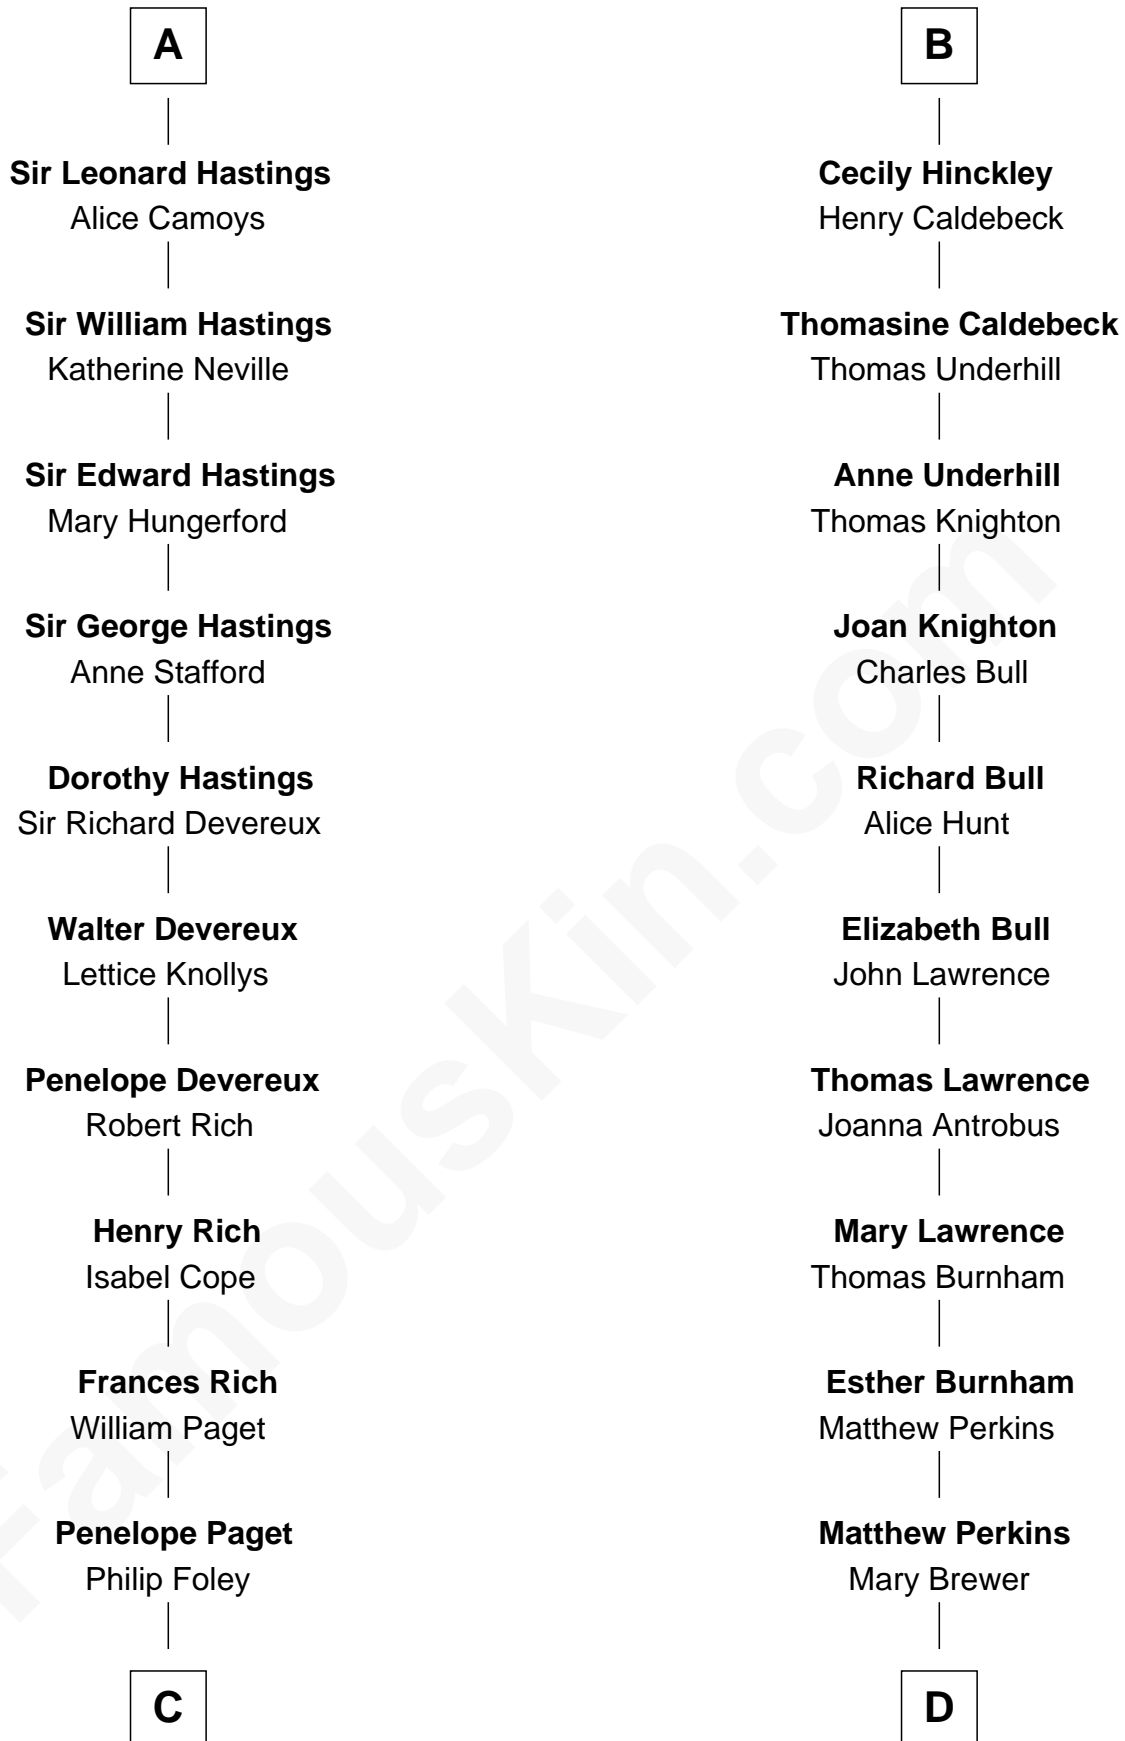 A
Sir Leonard Hastings
Alice Camoys
Sir William Hastings
Katherine Neville
Sir Edward Hastings
Mary Hungerford
Sir George Hastings
Anne Stafford
Dorothy Hastings
Sir Richard Devereux
Walter Devereux
Lettice Knollys
Penelope Devereux
Robert Rich
Henry Rich
Isabel Cope
Frances Rich
William Paget
Penelope Paget
Philip Foley
C
B
Cecily Hinckley
Henry Caldebeck
Thomasine Caldebeck
Thomas Underhill
Anne Underhill
Thomas Knighton
Joan Knighton
Charles Bull
Richard Bull
Alice Hunt
Elizabeth Bull
John Lawrence
Thomas Lawrence
Joanna Antrobus
Mary Lawrence
Thomas Burnham
Esther Burnham
Matthew Perkins
Matthew Perkins
Mary Brewer
D
FamousKin.com